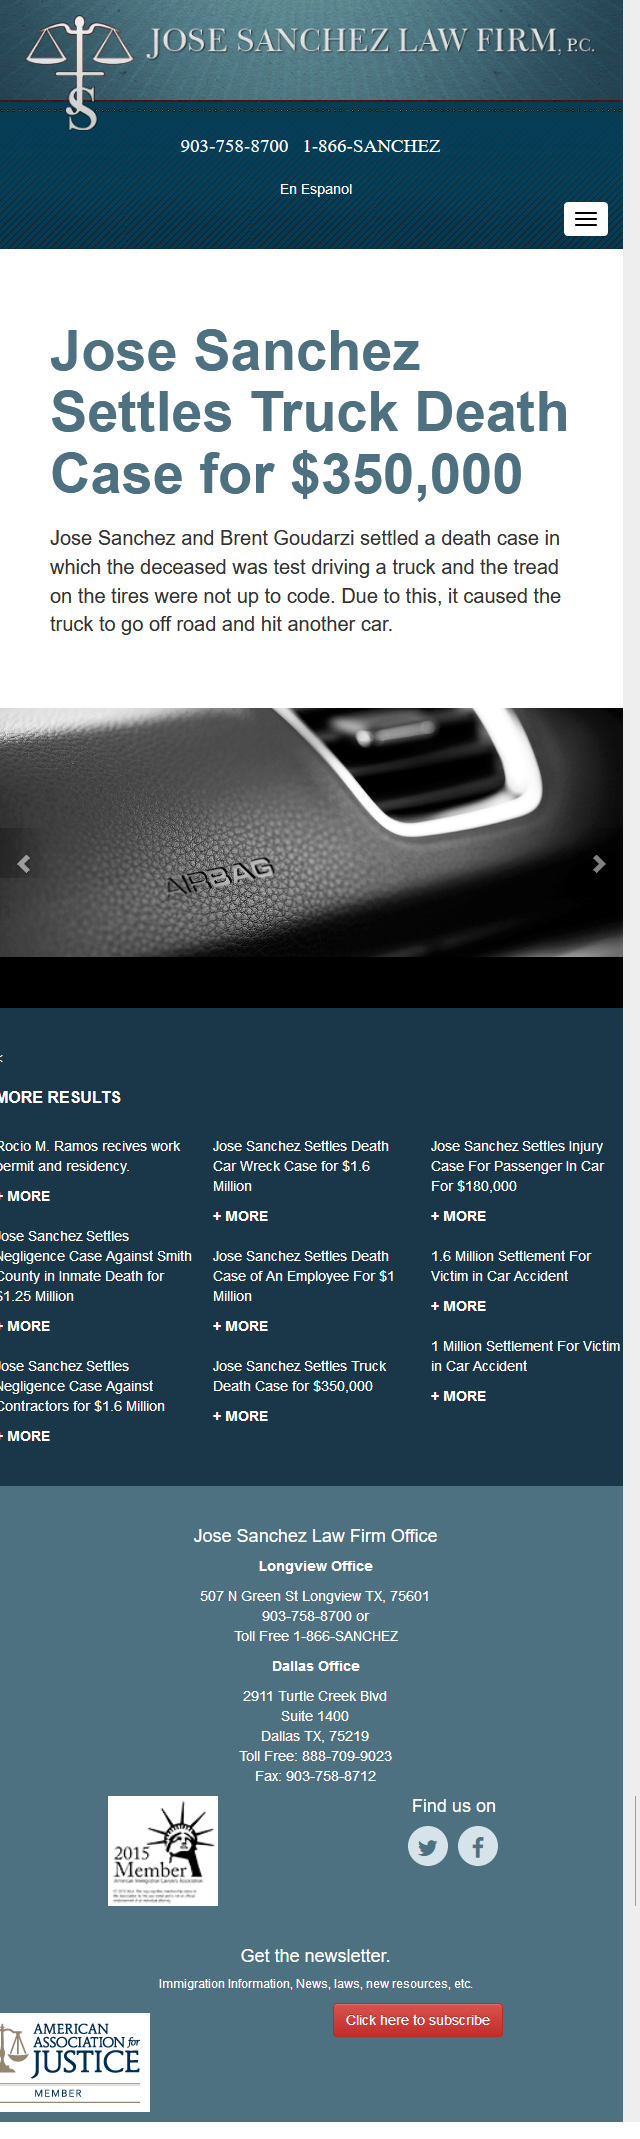 JOSE SANCHEZ LAW FIRM, P.C.
903-758-8700 1-866-SANCHEZ
En Espanol
Jose Sanchez
Settles Truck Death
Case for $350,000
Jose Sanchez and Brent Goudarzi settled a death case in
which the deceased was test driving a truck and the tread
on the tires were not up to code. Due to this, it caused the
truck to go off road and hit another car.
AIRBAG
<
MORE RESULTS
Rocio M. Ramos recives work
permit and residency.
+ MORE
Jose Sanchez Settles
Negligence Case Against Smith
County in Inmate Death for
$1.25 Million
+ MORE
Jose Sanchez Settles
Negligence Case Against
Contractors for $1.6 Million
+ MORE
Jose Sanchez Settles Death
Car Wreck Case for $1.6
Million
+ MORE
Jose Sanchez Settles Death
Case of An Employee For $1
Million
+ MORE
Jose Sanchez Settles Truck
Death Case for $350,000
+ MORE
Jose Sanchez Settles Injury
Case For Passenger In Car
For $180,000
+ MORE
1.6 Million Settlement For
Victim in Car Accident
+ MORE
1 Million Settlement For Victim
in Car Accident
+ MORE
Jose Sanchez Law Firm Office
Longview Office
507 N Green St Longview TX, 75601
903-758-8700 or
Toll Free 1-866-SANCHEZ
Dallas Office
2911 Turtle Creek Blvd
Suite 1400
Dallas TX, 75219
Toll Free: 888-709-9023
Fax: 903-758-8712
2015
Member
American Immigration Lawyers Association
Find us on
Get the newsletter.
Immigration Information, News, laws, new resources, etc.
Click here to subscribe
AMERICAN
ASSOCIATION for
JUSTICE
MEMBER